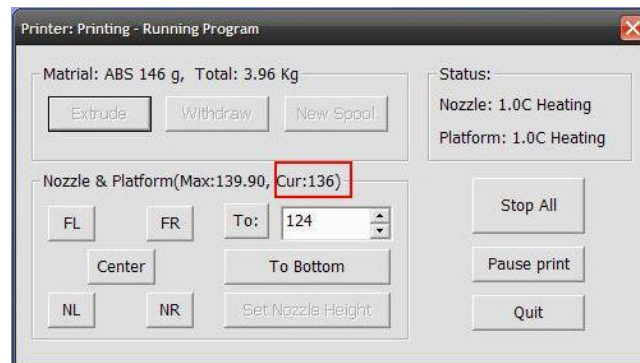 Printer: Printing - Running Program
Matrial: ABS 146 g, Total: 3.96 Kg
Extrude
Withdraw
New Spool
Status:
Nozzle: 1.0C Heating
Platform: 1.0C Heating
Nozzle & Platform(Max:139.90, Cur:136)
FL
FR
To:
124
Center
To Bottom
NL
NR
Set Nozzle Height
Stop All
Pause print
Quit